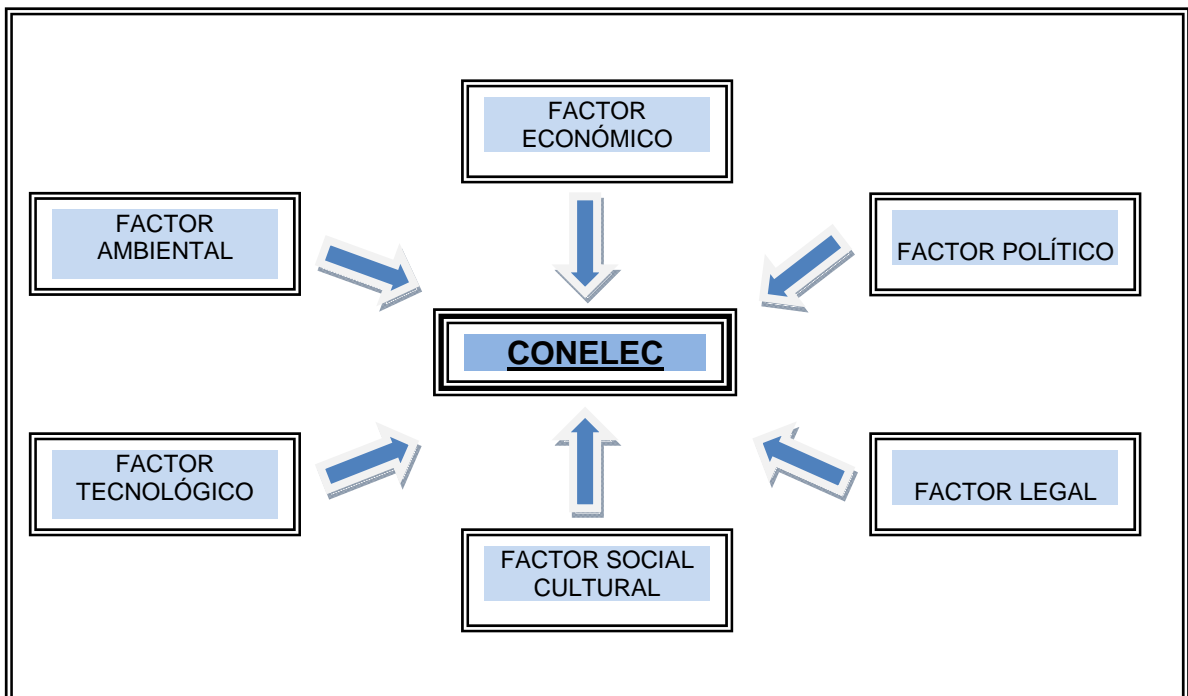 FACTOR
ECONÓMICO
FACTOR
AMBIENTAL
FACTOR POLÍTICO
CONELEC
FACTOR
TECNOLÓGICO
FACTOR LEGAL
FACTOR SOCIAL
CULTURAL